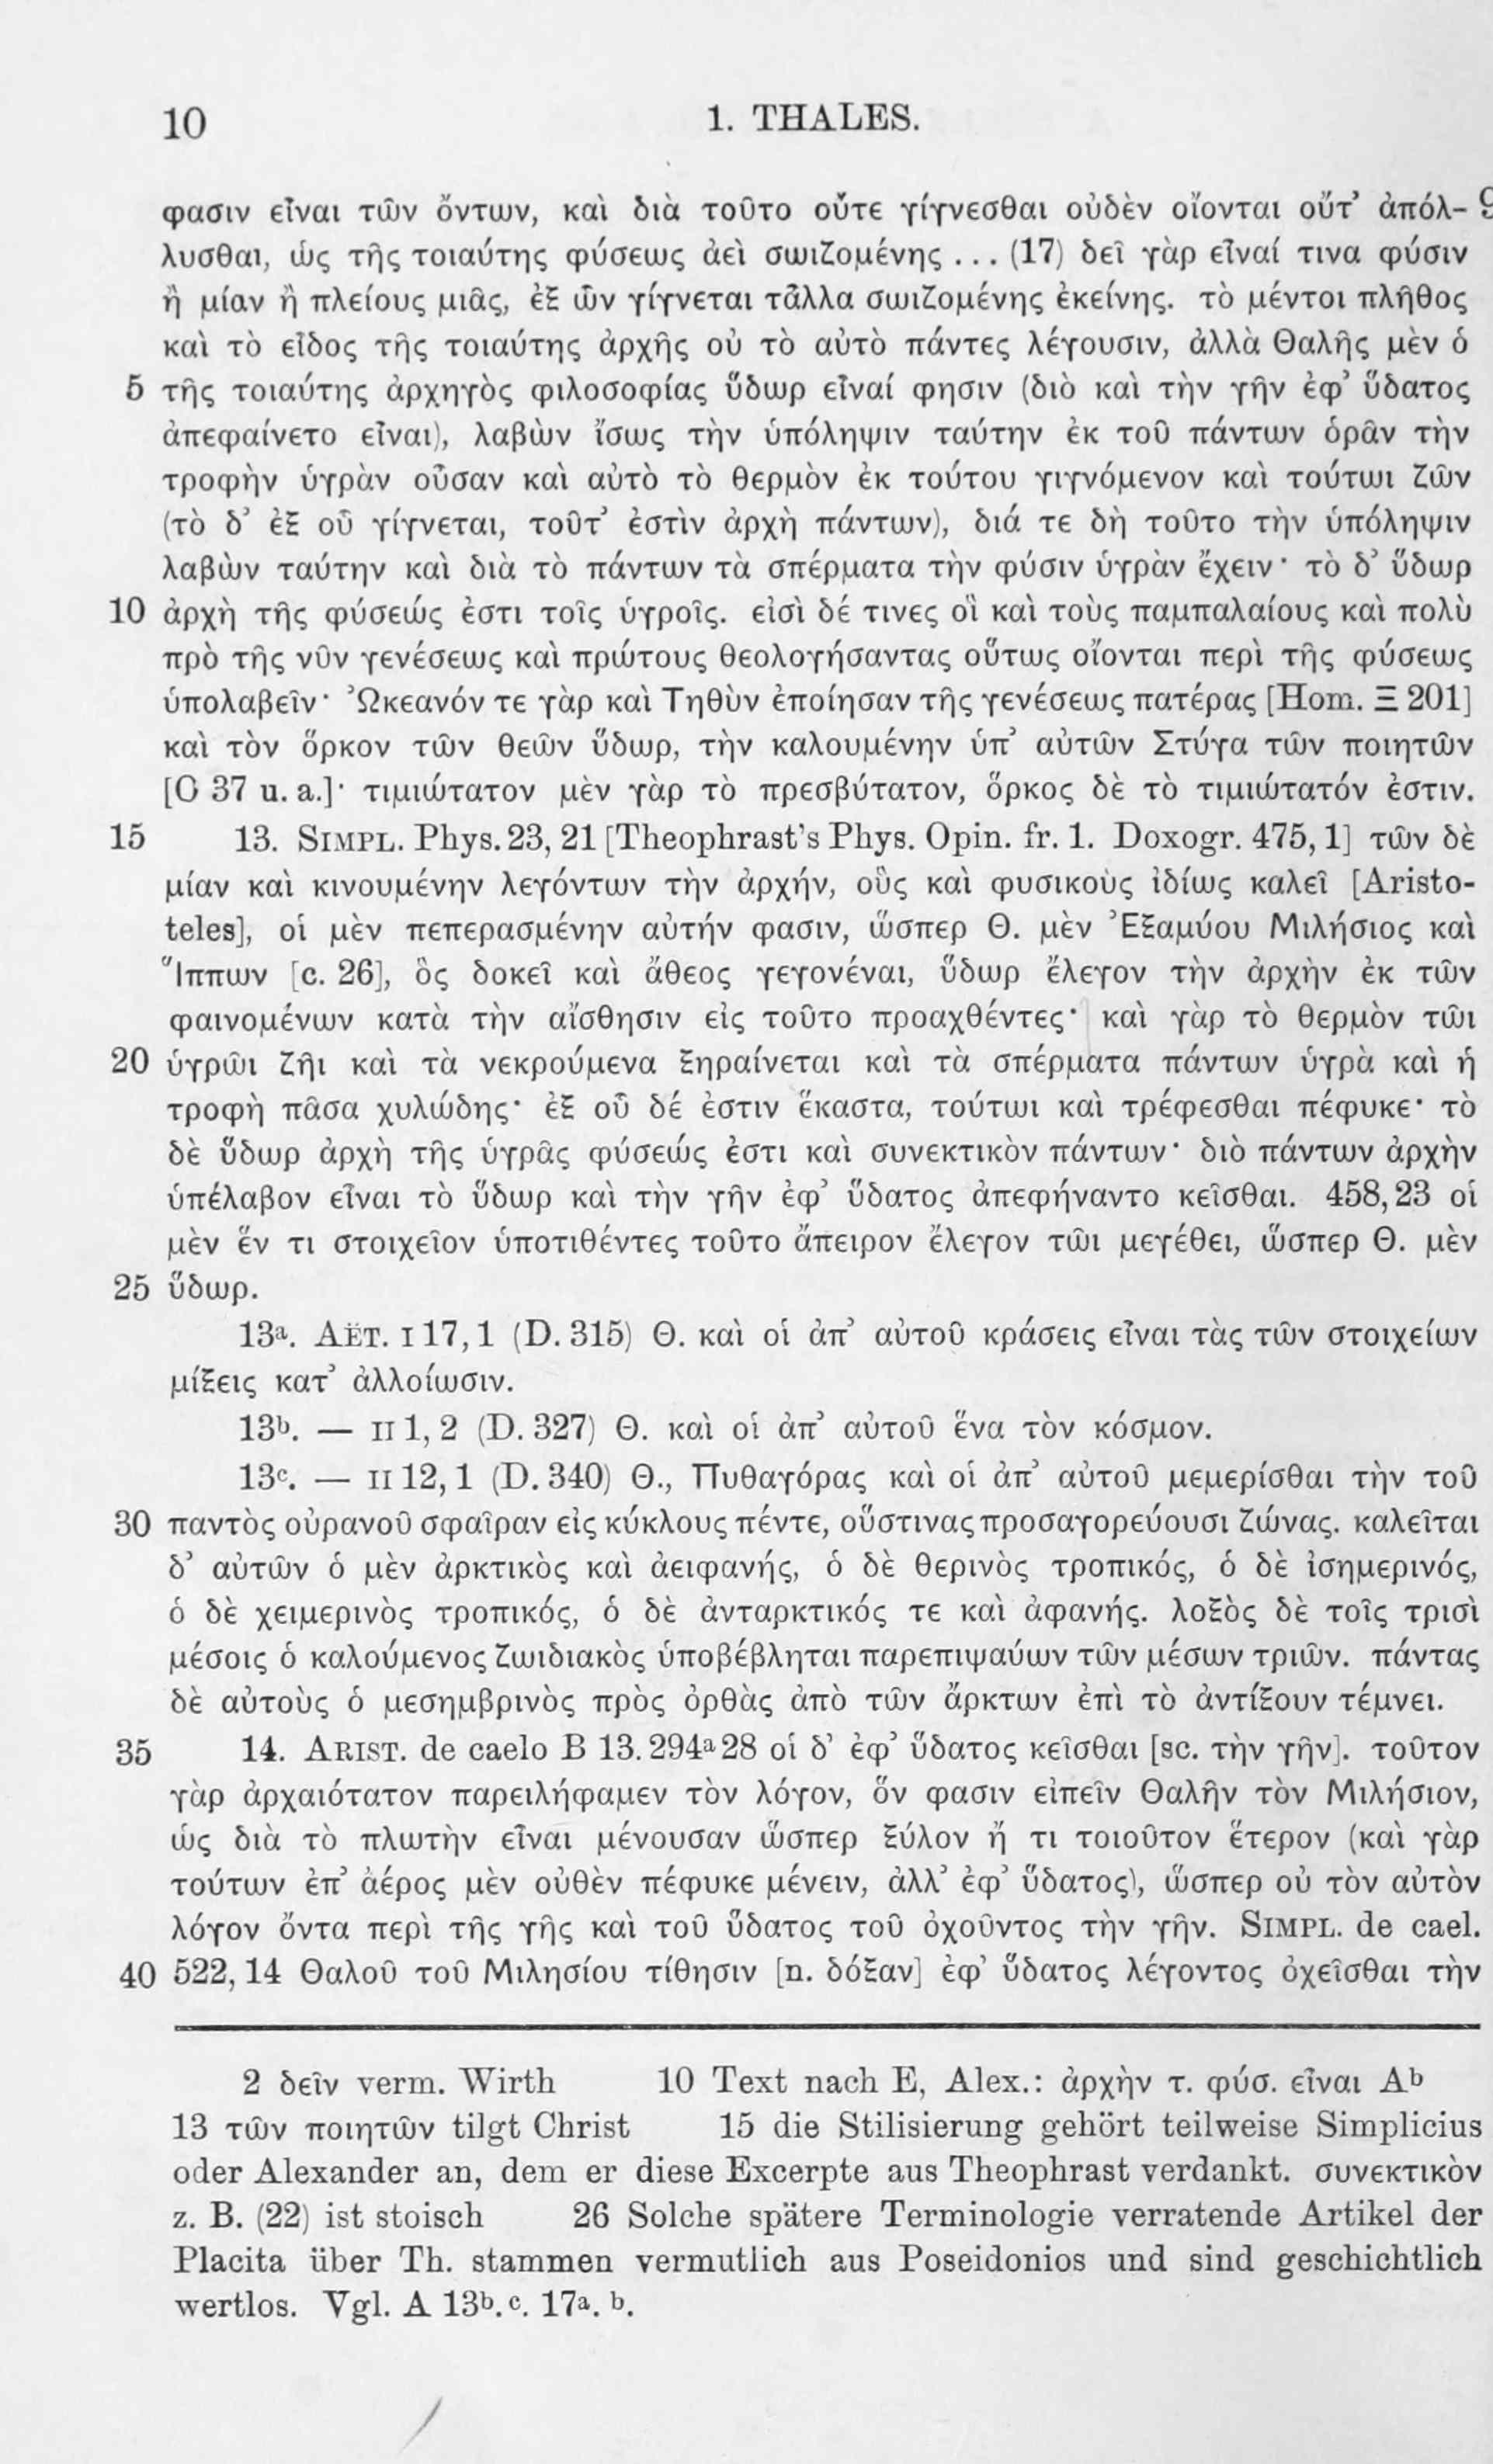 10 1. THALES.
φασιν εἶναι τῶν ὄντων, καὶ διὰ τοῦτο οὔτε γίγνεσθαι οὐδὲν οἴονται οὔτ’ ἀπόλ-
λυσθαι, ὡς τῆς τοιαύτης φύσεως ἀεὶ σωιζομένης ... (17) δεῖ γὰρ εἶναί τινα φύσιν
ἢ μίαν ἢ πλείους μιᾶς, ἐξ ὧν γίγνεται τἆλλα σωιζομένης ἐκείνης. τὸ μέντοι πλῆθος
καὶ τὸ εἶδος τῆς τοιαύτης ἀρχῆς οὐ τὸ αὐτὸ πάντες λέγουσιν, ἀλλὰ Θαλῆς μὲν ὁ
5 τῆς τοιαύτης ἀρχηγὸς φιλοσοφίας ὕδωρ εἶναί φησιν (διὸ καὶ τὴν γῆν ἐφ’ ὕδατος
ἀπεφαίνετο εἶναι), λαβὼν ἴσως τὴν ὑπόληψιν ταύτην ἐκ τοῦ πάντων ὁρᾶν τὴν
τροφὴν ὑγρὰν οὖσαν καὶ αὐτὸ τὸ θερμὸν ἐκ τούτου γιγνόμενον καὶ τούτωι ζῶν
(τὸ δ’ ἐξ οὗ γίγνεται, τοῦτ’ ἐστὶν ἀρχὴ πάντων), διά τε δὴ τοῦτο τὴν ὑπόληψιν
λαβὼν ταύτην καὶ διὰ τὸ πάντων τὰ σπέρματα τὴν φύσιν ὑγρὰν ἔχειν· τὸ δ’ ὕδωρ
10 ἀρχὴ τῆς φύσεώς ἐστι τοῖς ὑγροῖς. εἰσὶ δέ τινες οἳ καὶ τοὺς παμπαλαίους καὶ πολὺ
πρὸ τῆς νῦν γενέσεως καὶ πρώτους θεολογήσαντας οὕτως οἴονται περὶ τῆς φύσεως
ὑπολαβεῖν· Ὠκεανόν τε γὰρ καὶ Τηθὺν ἐποίησαν τῆς γενέσεως πατέρας [Hom. Ξ 201]
καὶ τὸν ὅρκον τῶν θεῶν ὕδωρ, τὴν καλουμένην ὑπ’ αὐτῶν Στύγα τῶν ποιητῶν
[Ο 37 u. a.]· τιμιώτατον μὲν γὰρ τὸ πρεσβύτατον, ὅρκος δὲ τὸ τιμιώτατόν ἐστιν.
15 13. SIMPL. Phys. 23, 21 [Theophrast’s Phys. Opin. fr. 1. Doxogr. 475, 1] τῶν δὲ
μίαν καὶ κινουμένην λεγόντων τὴν ἀρχήν, οὓς καὶ φυσικοὺς ἰδίως καλεῖ [Aristo-
teles], οἱ μὲν πεπερασμένην αὐτήν φασιν, ὥσπερ Θ. μὲν Ἐξαμύου Μιλήσιος καὶ
Ἵππων [c. 26], ὃς δοκεῖ καὶ ἄθεος γεγονέναι, ὕδωρ ἔλεγον τὴν ἀρχὴν ἐκ τῶν
φαινομένων κατὰ τὴν αἴσθησιν εἰς τοῦτο προαχθέντες· καὶ γὰρ τὸ θερμὸν τῶι
20 ὑγρῶι ζῆι καὶ τὰ νεκρούμενα ξηραίνεται καὶ τὰ σπέρματα πάντων ὑγρὰ καὶ ἡ
τροφὴ πᾶσα χυλώδης· ἐξ οὗ δέ ἐστιν ἕκαστα, τούτωι καὶ τρέφεσθαι πέφυκε· τὸ
δὲ ὕδωρ ἀρχὴ τῆς ὑγρᾶς φύσεώς ἐστι καὶ συνεκτικὸν πάντων· διὸ πάντων ἀρχὴν
ὑπέλαβον εἶναι τὸ ὕδωρ καὶ τὴν γῆν ἐφ’ ὕδατος ἀπεφήναντο κεῖσθαι. 458, 23 οἱ
μὲν ἕν τι στοιχεῖον ὑποτιθέντες τοῦτο ἄπειρον ἔλεγον τῶι μεγέθει, ὥσπερ Θ. μὲν
25 ὕδωρ.
13a. AËT. I 17, 1 (D. 315) Θ. καὶ οἱ ἀπ’ αὐτοῦ κράσεις εἶναι τὰς τῶν στοιχείων
μίξεις κατ’ ἀλλοίωσιν.
13b. — II 1, 2 (D. 327) Θ. καὶ οἱ ἀπ’ αὐτοῦ ἕνα τὸν κόσμον.
13c. — II 12, 1 (D. 340) Θ., Πυθαγόρας καὶ οἱ ἀπ’ αὐτοῦ μεμερίσθαι τὴν τοῦ
30 παντὸς οὐρανοῦ σφαῖραν εἰς κύκλους πέντε, οὕστινας προσαγορεύουσι ζώνας. καλεῖται
δ’ αὐτῶν ὁ μὲν ἀρκτικὸς καὶ ἀειφανής, ὁ δὲ θερινὸς τροπικός, ὁ δὲ ἰσημερινός,
ὁ δὲ χειμερινὸς τροπικός, ὁ δὲ ἀνταρκτικός τε καὶ ἀφανής. λοξὸς δὲ τοῖς τρισὶ
μέσοις ὁ καλούμενος ζωιδιακὸς ὑποβέβληται παρεπιψαύων τῶν μέσων τριῶν. πάντας
δὲ αὐτοὺς ὁ μεσημβρινὸς πρὸς ὀρθὰς ἀπὸ τῶν ἄρκτων ἐπὶ τὸ ἀντίξουν τέμνει.
35 14. ARIST. de caelo B 13. 294a 28 οἱ δ’ ἐφ’ ὕδατος κεῖσθαι [sc. τὴν γῆν]. τοῦτον
γὰρ ἀρχαιότατον παρειλήφαμεν τὸν λόγον, ὅν φασιν εἰπεῖν Θαλῆν τὸν Μιλήσιον,
ὡς διὰ τὸ πλωτὴν εἶναι μένουσαν ὥσπερ ξύλον ἤ τι τοιοῦτον ἕτερον (καὶ γὰρ
τούτων ἐπ’ ἀέρος μὲν οὐθὲν πέφυκε μένειν, ἀλλ’ ἐφ’ ὕδατος), ὥσπερ οὐ τὸν αὐτὸν
λόγον ὄντα περὶ τῆς γῆς καὶ τοῦ ὕδατος τοῦ ὀχοῦντος τὴν γῆν. SIMPL. de cael.
40 522, 14 Θαλοῦ τοῦ Μιλησίου τίθησιν [n. δόξαν] ἐφ’ ὕδατος λέγοντος ὀχεῖσθαι τὴν
2 δεῖν verm. Wirth 10 Text nach E, Alex.: ἀρχὴν τ. φύσ. εἶναι Ab
13 τῶν ποιητῶν tilgt Christ 15 die Stilisierung gehört teilweise Simplicius
oder Alexander an, dem er diese Excerpte aus Theophrast verdankt. συνεκτικὸν
z. B. (22) ist stoisch 26 Solche spätere Terminologie verratende Artikel der
Placita über Th. stammen vermutlich aus Poseidonios und sind geschichtlich
wertlos. Vgl. A 13b. c. 17a. b.